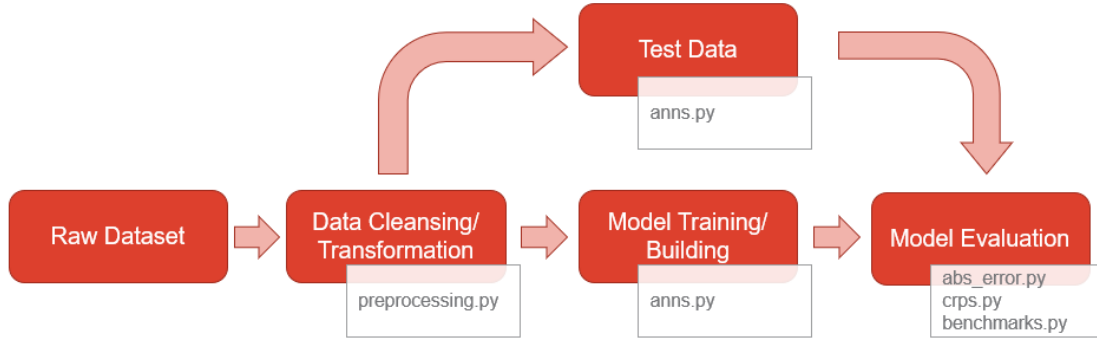 Test Data
anns.py
Raw Dataset
Data Cleansing/
Transformation
preprocessing.py
Model Training/
Building
anns.py
Model Evaluation
abs_error.py
crps.py
benchmarks.py